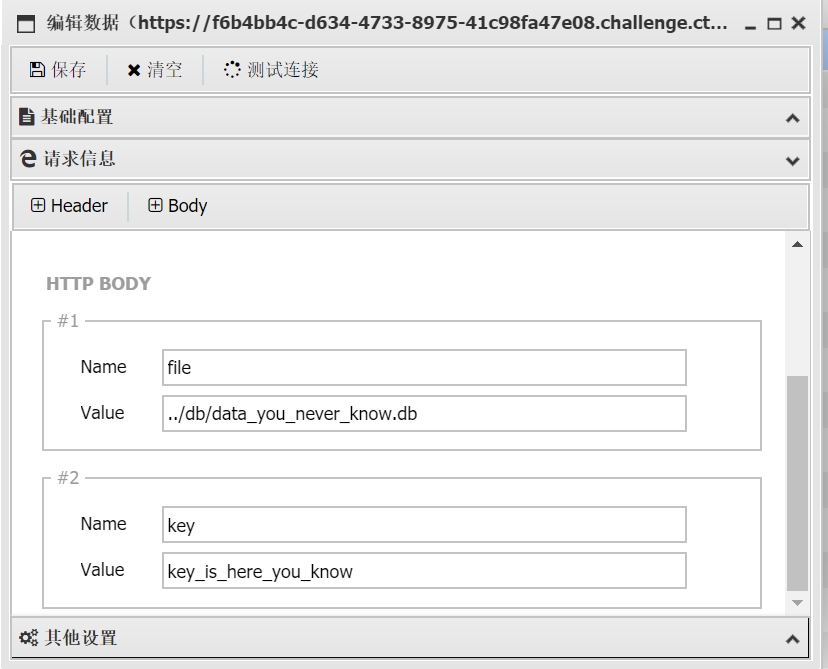 编辑数据（https://f6b4bb4c-d634-4733-8975-41c98fa47e08.challenge.ct...
保存 清空 测试连接
基础配置
请求信息
Header Body
HTTP BODY
#1
Name file
Value ../db/data_you_never_know.db
#2
Name key
Value key_is_here_you_know
其他设置